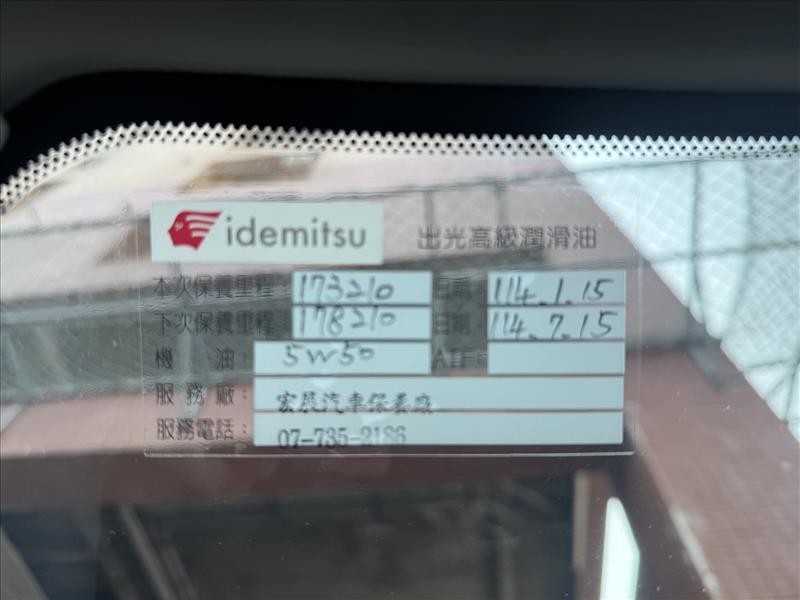 idemitsu 出光高級潤滑油
本次保養里程： 173210 日期： 114.1.15
下次保養里程： 178210 日期： 114.7.15
機 油： 5W50 ATF：
服 務 廠： 宏展汽車保養廠
服務電話： 07-735-2186